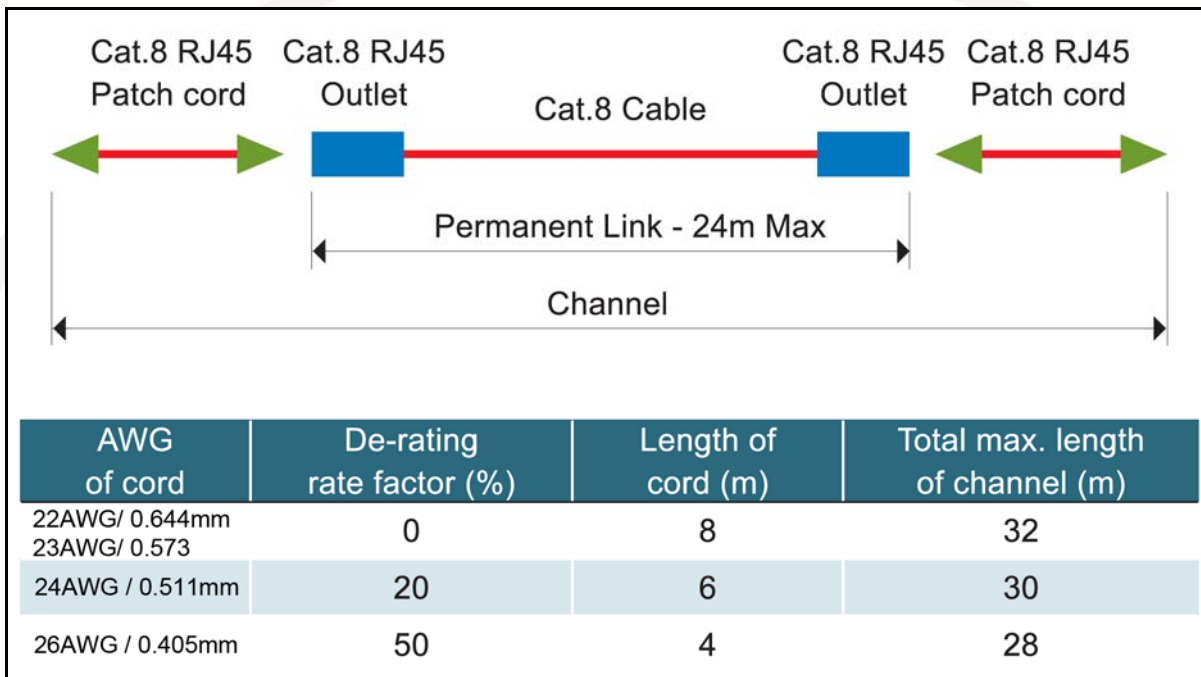 Cat.8 RJ45 Cat.8 RJ45 Cat.8 RJ45 Cat.8 RJ45
Patch cord Outlet Outlet Patch cord
Cat.8 Cable
Permanent Link - 24m Max
Channel
AWG De-rating Length of Total max. length
of cord rate factor (%) cord (m) of channel (m)
22AWG/ 0.644mm
23AWG/ 0.573 0 8 32
24AWG / 0.511mm 20 6 30
26AWG / 0.405mm 50 4 28